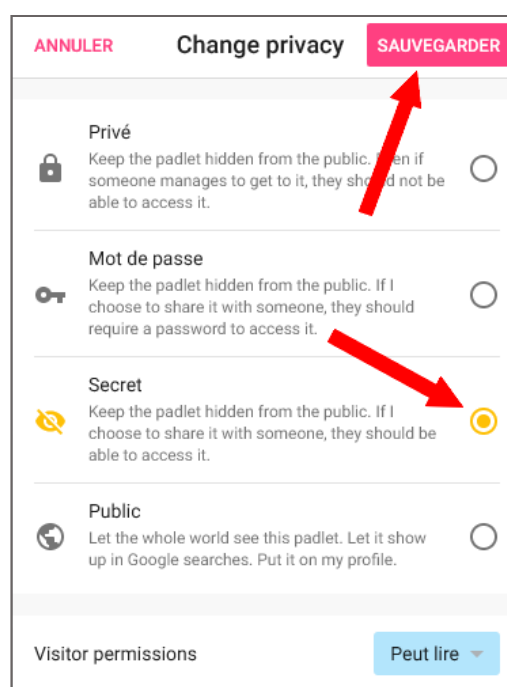 ANNULER Change privacy SAUVEGARDER
Privé
Keep the padlet hidden from the public. if
someone manages to get to it, they should not be
able to access it.
Mot de passe
Keep the padlet hidden from the public. If I
choose to share it with someone, they should
require a password to access it.
Secret
Keep the padlet hidden from the public. If I
choose to share it with someone, they should be
able to access it.
Public
Let the whole world see this padlet. Let it show
up in Google searches. Put it on my profile.
Visitor permissions Peut lire